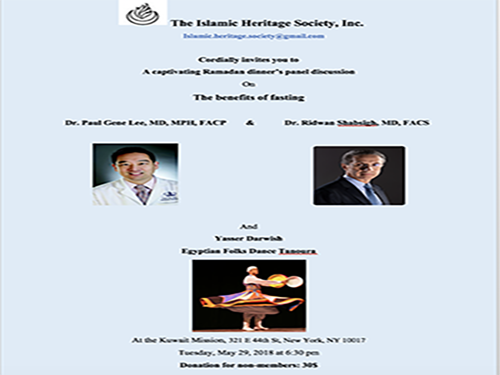 The Islamic Heritage Society, Inc.
Islamic.heritage.society@gmail.com
Cordially invites you to
A captivating Ramadan dinner's panel discussion
On
The benefits of fasting
Dr. Paul Gene Lee, MD, MPH, FACP & Dr. Ridwan Shabsigh, MD, FACS
And
Yasser Darwish
Egyptian Folks Dance Tanoura
At the Kuwait Mission, 321 E 44th St, New York, NY 10017
Tuesday, May 29, 2018 at 6:30 pm
Donation for non-members: 30$